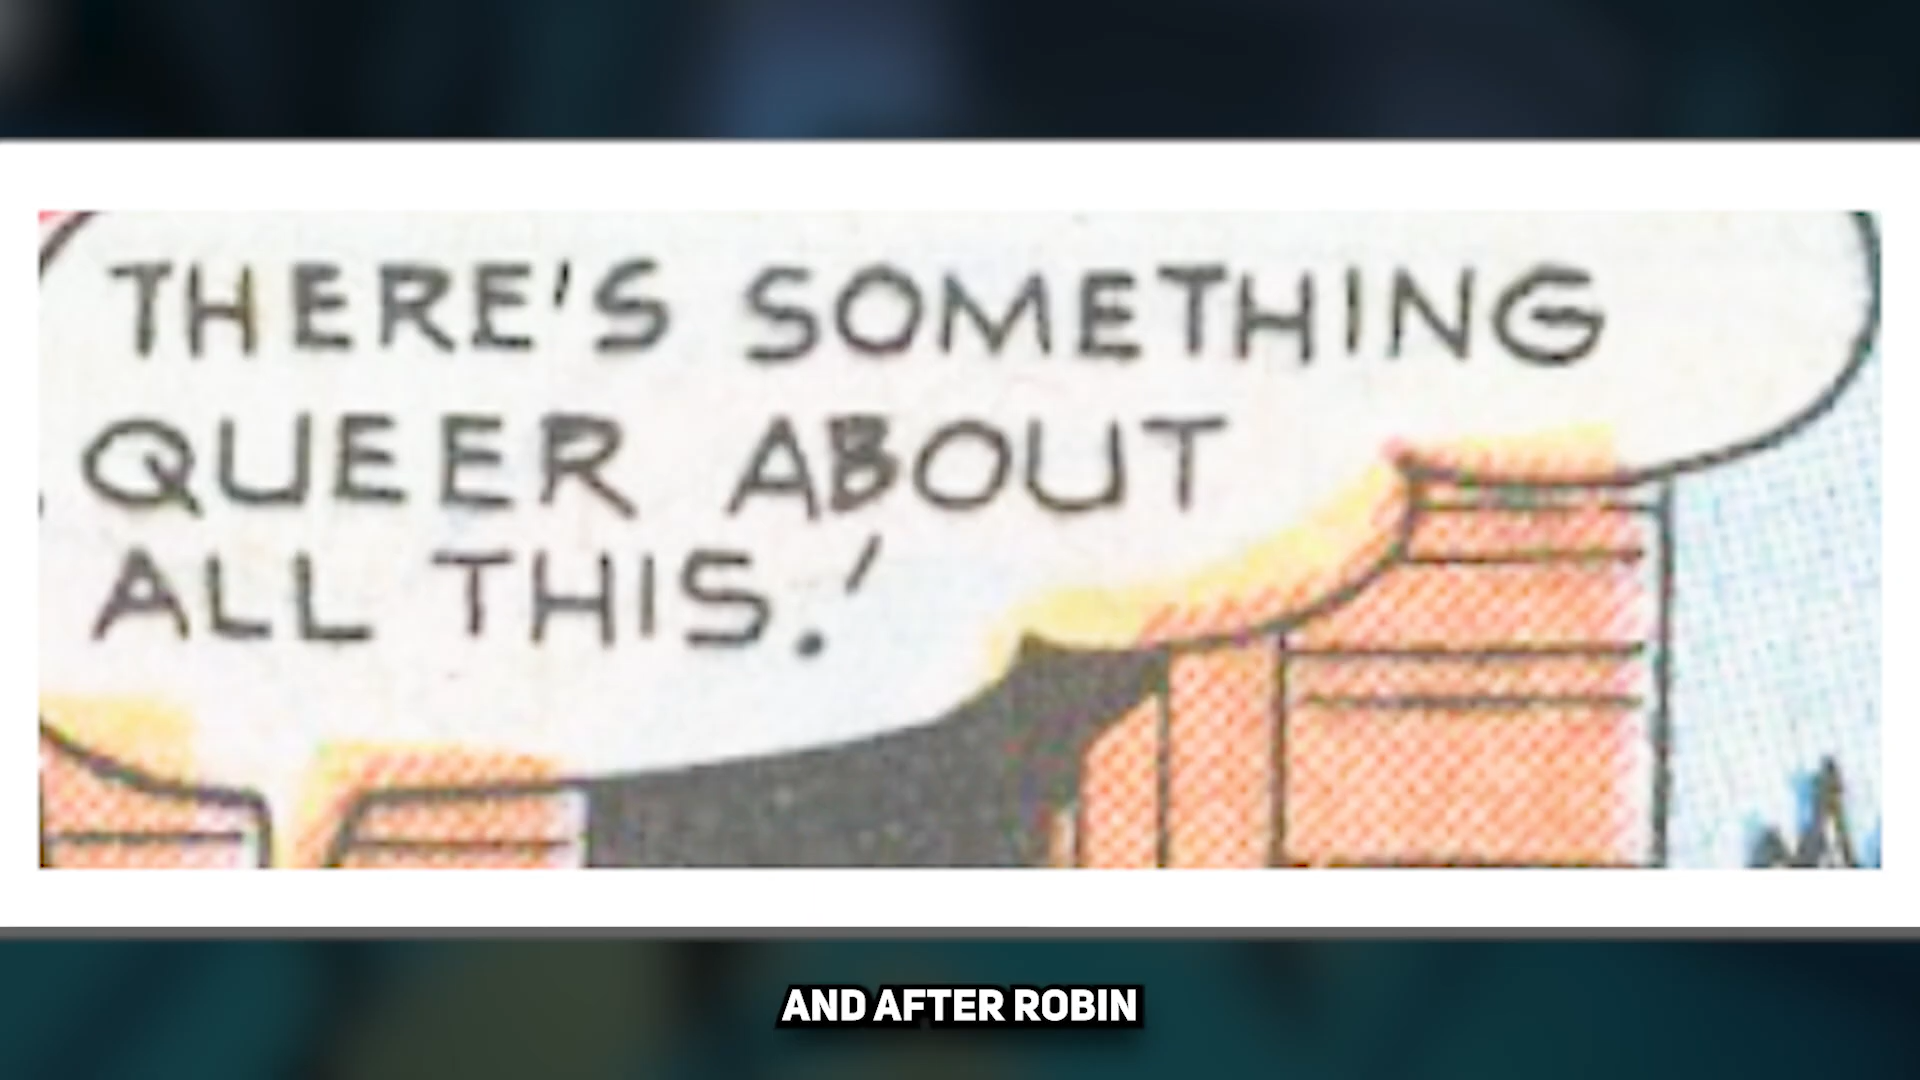 THERE'S SOMETHING
QUEER ABOUT
ALL THIS!
AND AFTER ROBIN